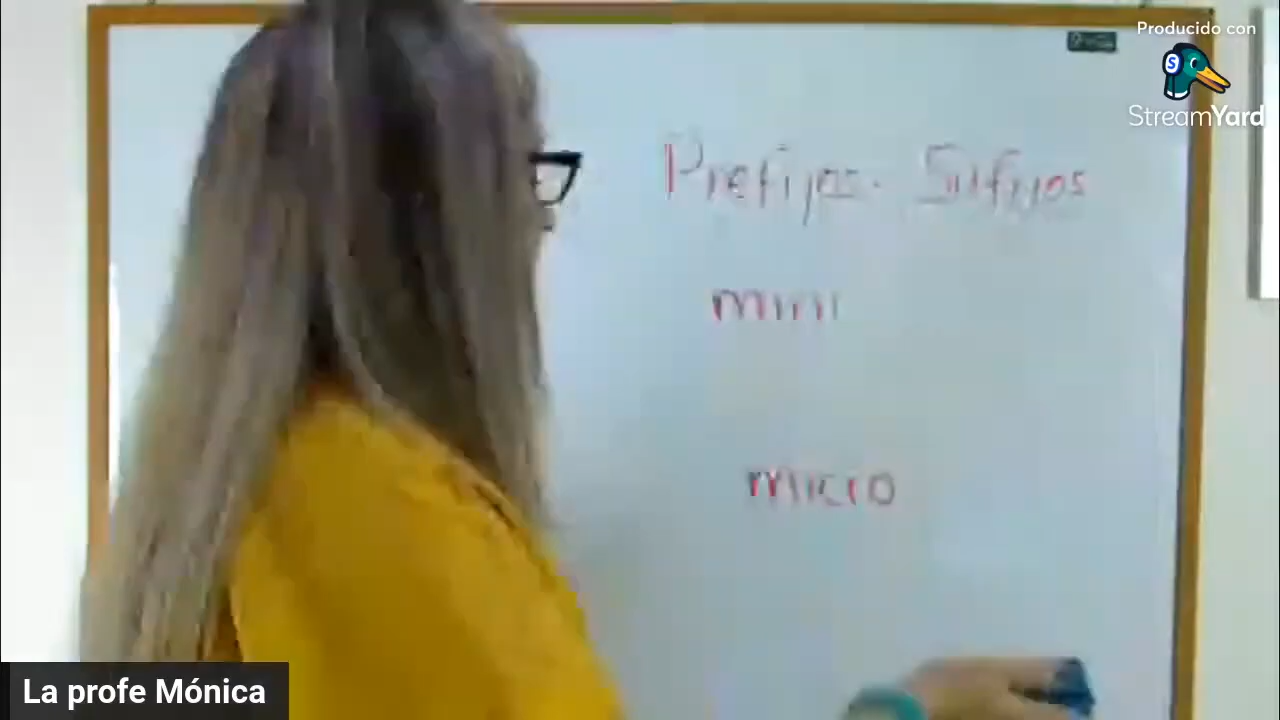 Producido con
StreamYard
Prefijos. Sufijos
mini
micro
La profe Mónica